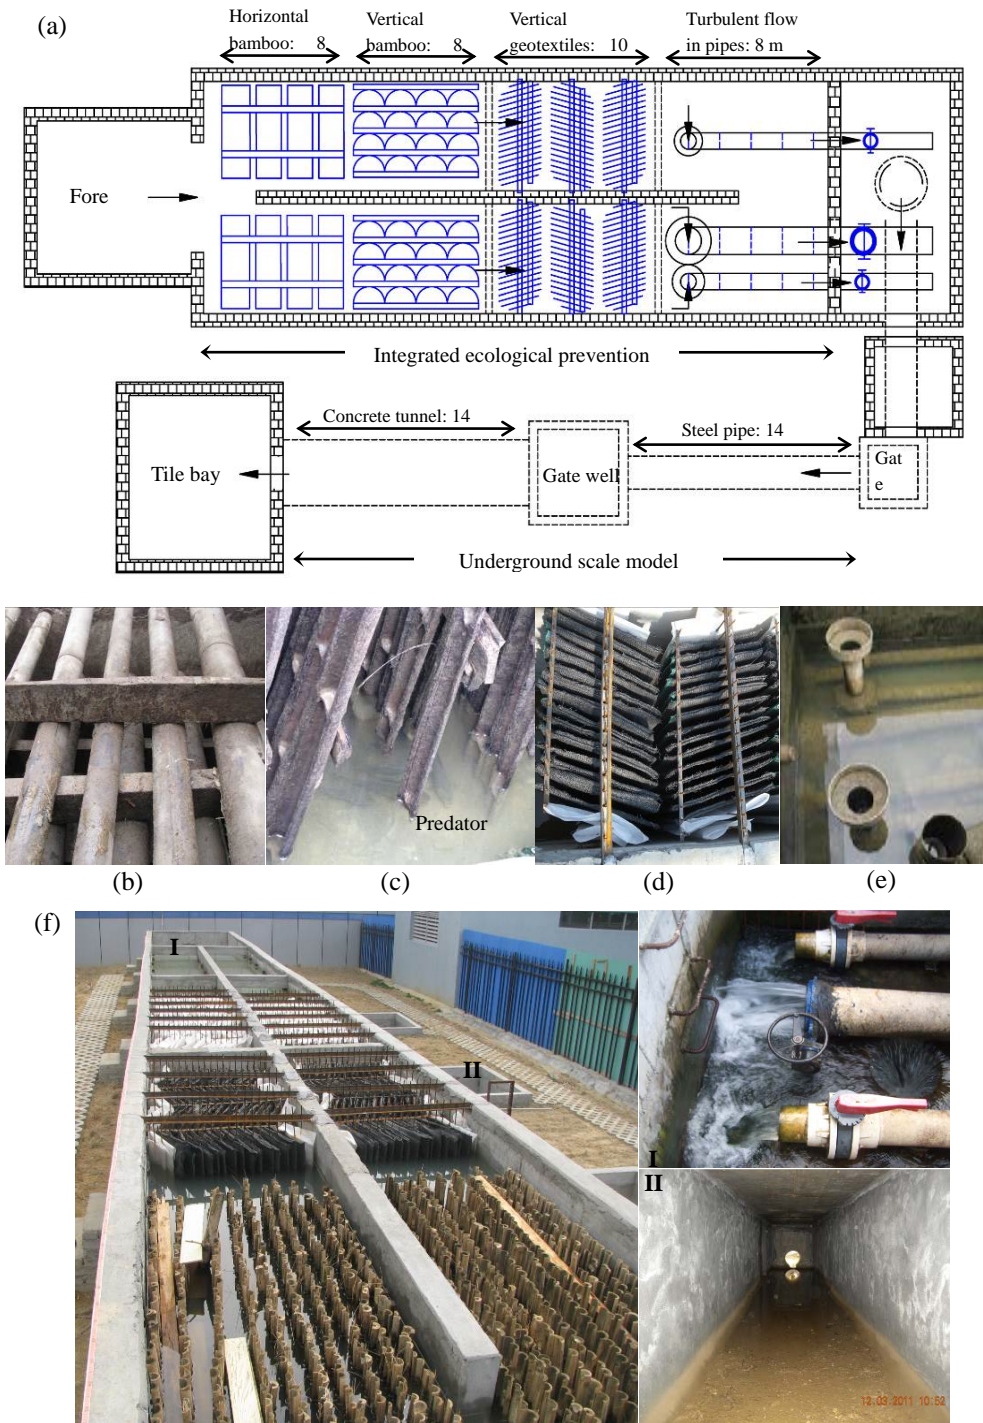 (a)
Horizontal
bamboo: 8
Vertical
bamboo: 8
Vertical
geotextiles: 10
Turbulent flow
in pipes: 8 m
Fore
Integrated ecological prevention
Concrete tunnel: 14
Steel pipe: 14
Tile bay
Gate well
Gat
e
Underground scale model
Predator
(b)
(c)
(d)
(e)
(f)
I
II
I
II
12.03.2011 10:52